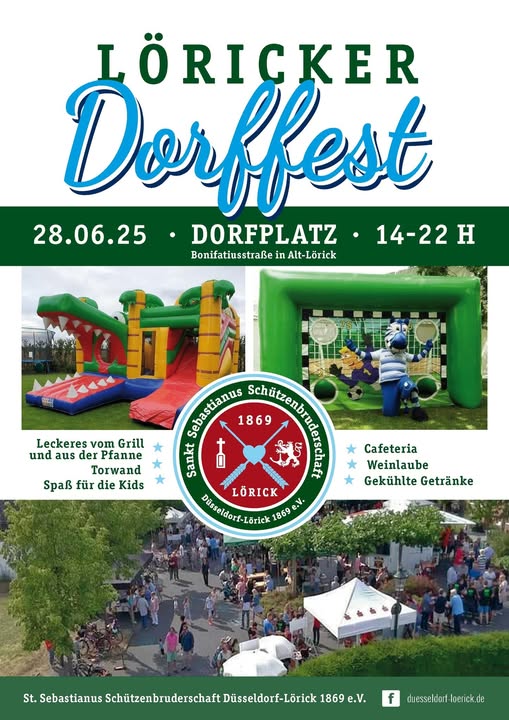 LÖRICKER
Dorffest
28.06.25 • DORFPLATZ • 14-22 H
Bonifatiusstraße in Alt-Lörick
Leckeres vom Grill
und aus der Pfanne
Torwand
Spaß für die Kids
Sankt Sebastianus Schützenbruderschaft
1869
LÖRICK
Düsseldorf-Lörick 1869 e.V.
Cafeteria
Weinlaube
Gekühlte Getränke
St. Sebastianus Schützenbruderschaft Düsseldorf-Lörick 1869 e.V.
f duesseldorf-loerick.de